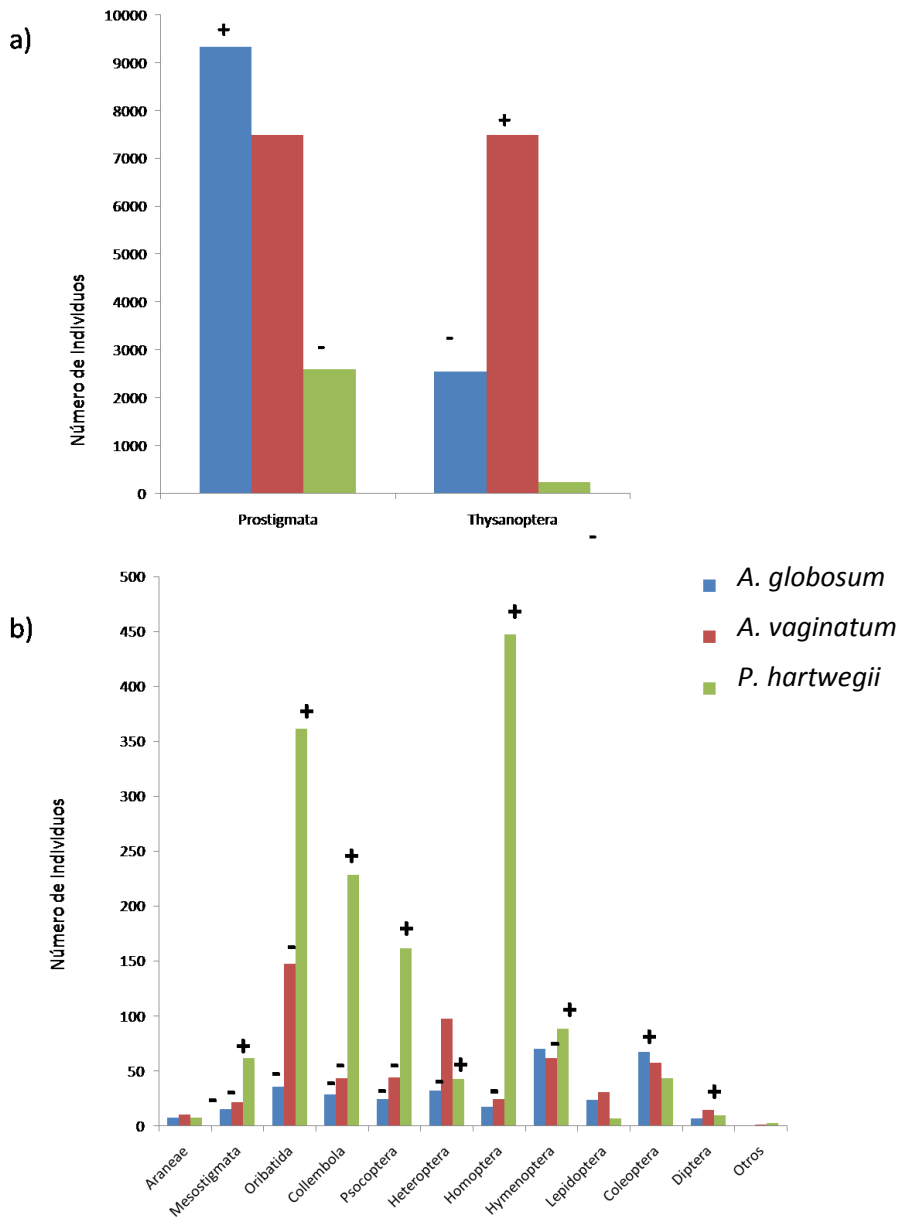 a)
10000
9000
8000
7000
6000
5000
4000
3000
2000
1000
0
Número de Individuos
+
-
-
+
-
Prostigmata
Thysanoptera
A. globosum
A. vaginatum
P. hartwegii
b)
500
450
400
350
300
250
200
150
100
50
0
Número de Individuos
-
-
+
-
-
+
-
-
+
-
-
+
-
+
-
+
-
+
+
+
Araneae
Mesostigmata
Oribatida
Collembola
Psocoptera
Heteroptera
Homoptera
Hymenoptera
Lepidoptera
Coleoptera
Diptera
Otros